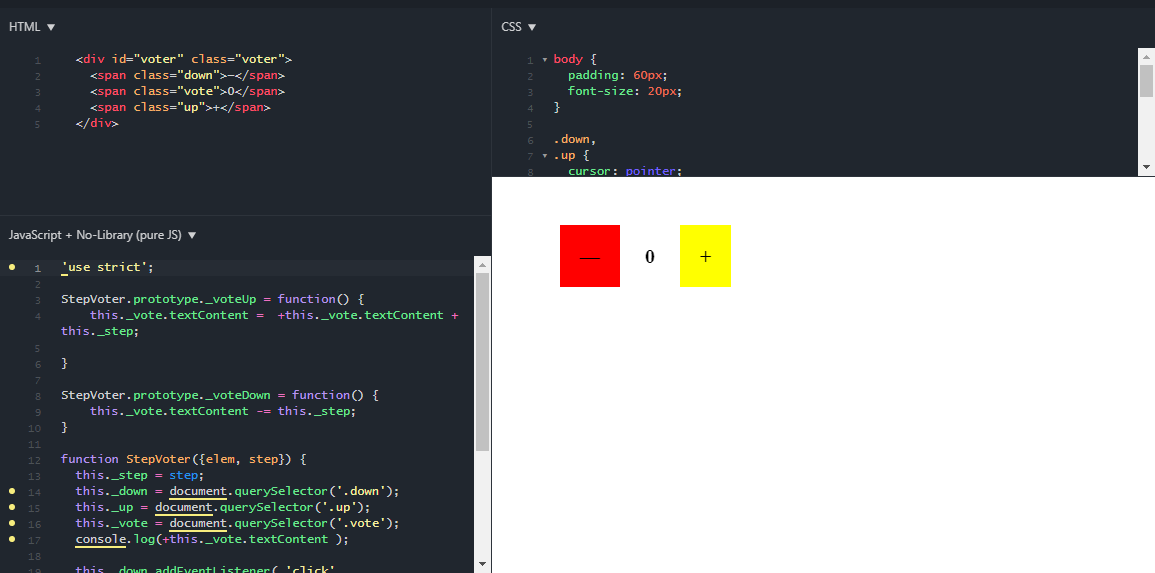 HTML ▼
1 <div id="voter" class="voter">
2 <span class="down">—</span>
3 <span class="vote">0</span>
4 <span class="up">+</span>
5 </div>
CSS ▼
1 body {
2 padding: 60px;
3 font-size: 20px;
4 }
5
6 .down,
7 .up {
8 cursor: pointer;
JavaScript + No-Library (pure JS) ▼
1 'use strict';
2
3 StepVoter.prototype._voteUp = function() {
4 this._vote.textContent =  +this._vote.textContent +
this._step;
5
6 }
7
8 StepVoter.prototype._voteDown = function() {
9 this._vote.textContent -= this._step;
10 }
11
12 function StepVoter({elem, step}) {
13 this._step = step;
14 this._down = document.querySelector('.down');
15 this._up = document.querySelector('.up');
16 this._vote = document.querySelector('.vote');
17 console.log(+this._vote.textContent );
18
19 this._down.addEventListener( 'click'
— 0 +